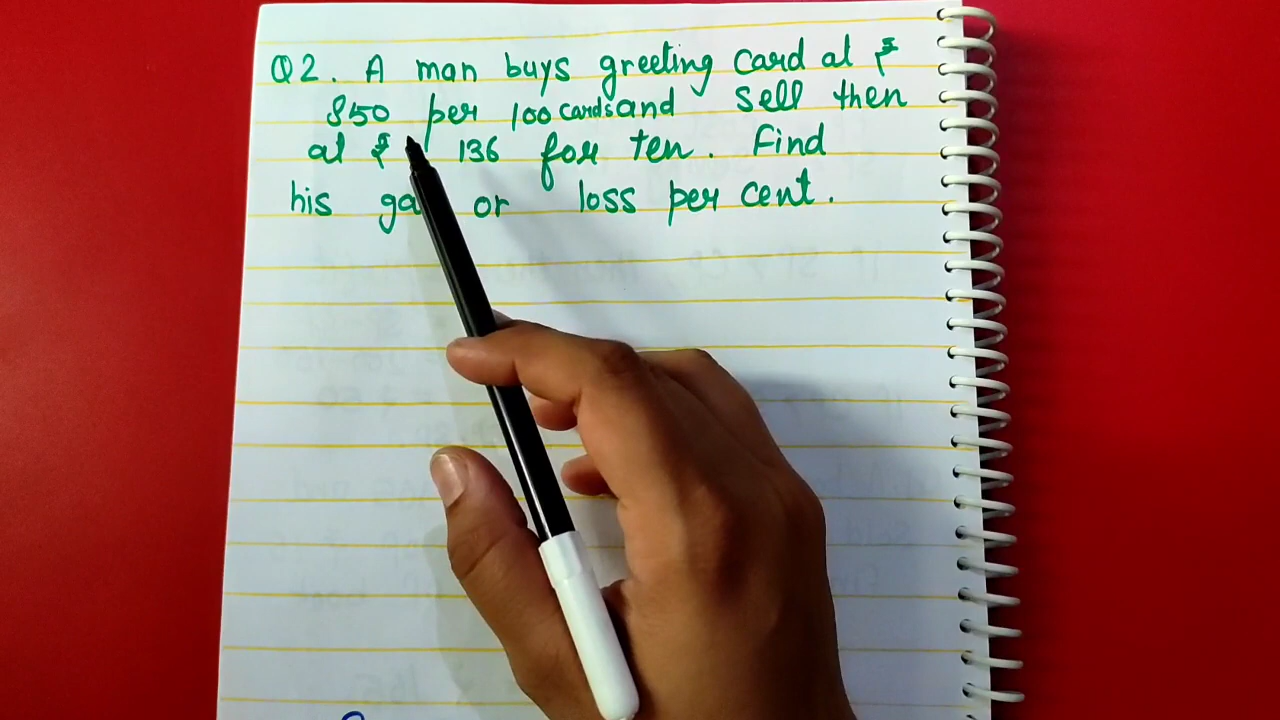 Q2. A man buys greeting card at ₹
850 per 100 cards and sell then
at ₹ 136 for ten. Find
his or loss per cent.